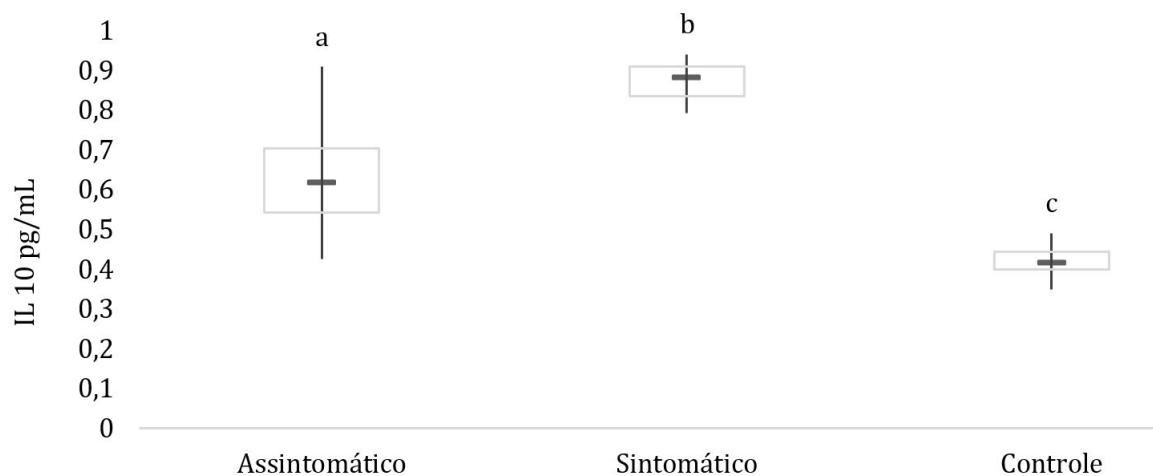 1
0,9
0,8
0,7
0,6
0,5
0,4
0,3
0,2
0,1
0
IL 10 pg/mL
a
b
c
Assintomático
Sintomático
Controle